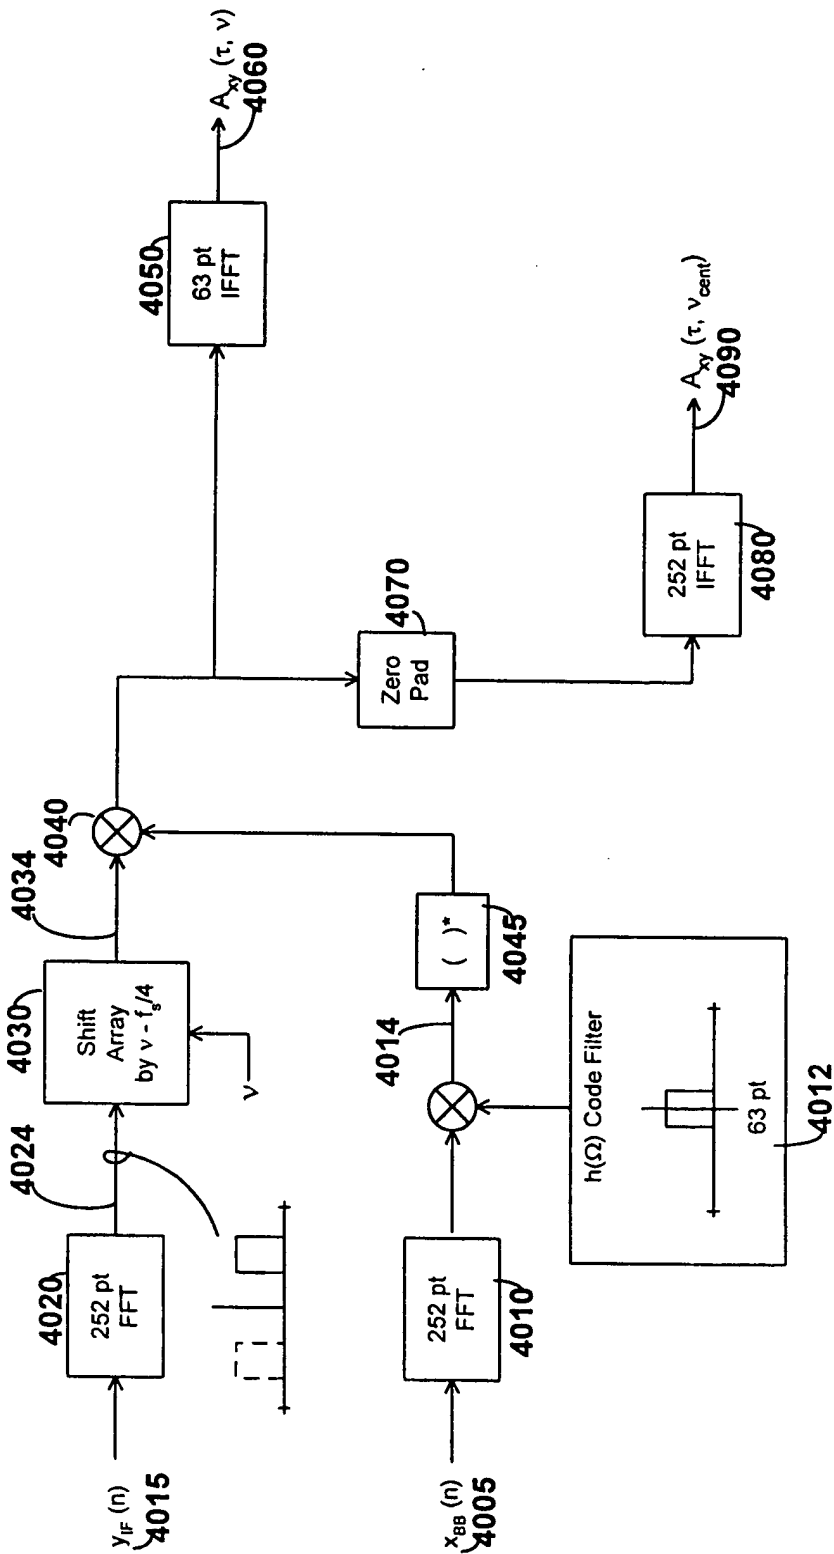 y_IF (n)
4015
252 pt
FFT
4020
4024
Shift
Array
by ν - f_s/4
4030
ν
4034
4040
63 pt
IFFT
4050
A_xy (τ, ν)
4060
x_BB (n)
4005
252 pt
FFT
4010
h(Ω) Code Filter
63 pt
4012
4014
( )*
4045
Zero
Pad
4070
252 pt
IFFT
4080
A_xy (τ, ν_cent)
4090